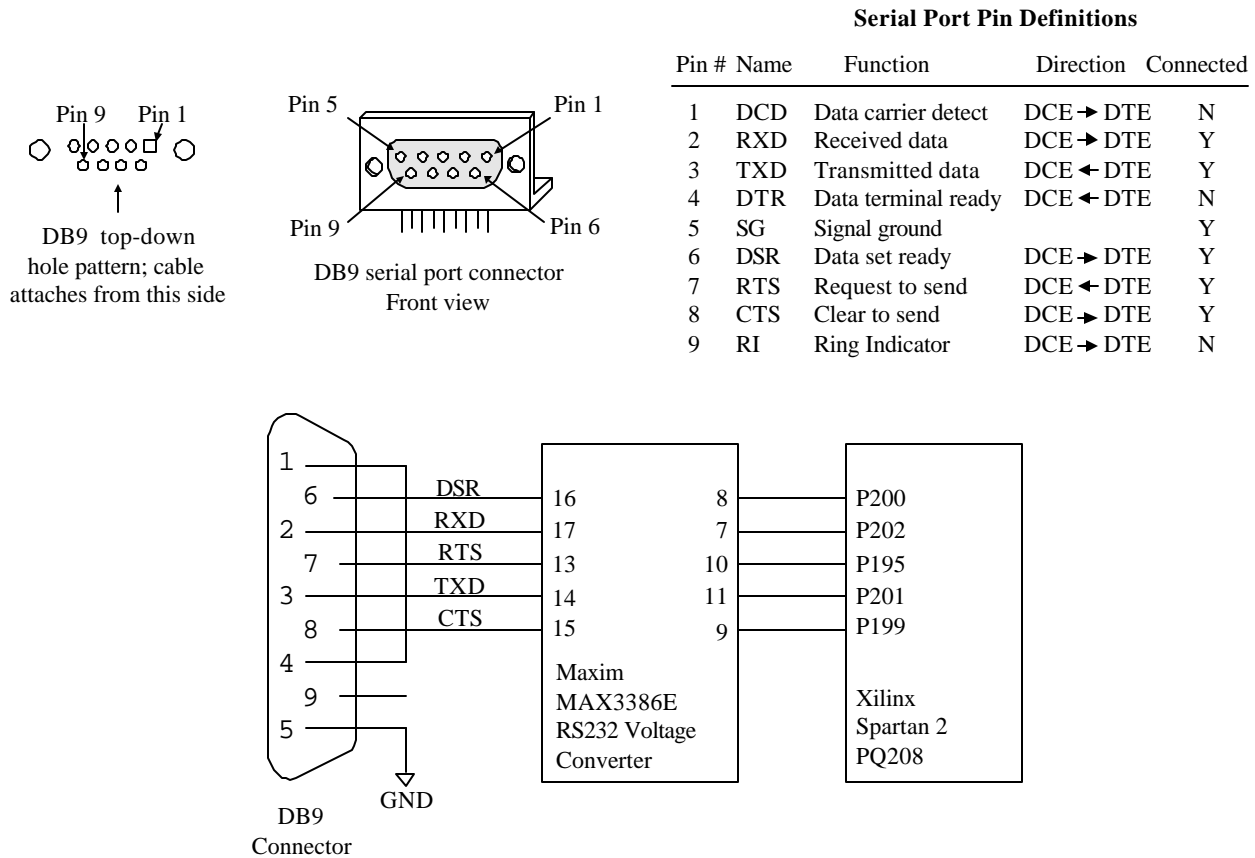 Serial Port Pin Definitions
Pin # Name Function Direction Connected
1 DCD Data carrier detect DCE DTE N
2 RXD Received data DCE DTE Y
3 TXD Transmitted data DCE DTE Y
4 DTR Data terminal ready DCE DTE N
5 SG Signal ground Y
6 DSR Data set ready DCE DTE Y
7 RTS Request to send DCE DTE Y
8 CTS Clear to send DCE DTE Y
9 RI Ring Indicator DCE DTE N
Pin 9 Pin 1
DB9 top-down
hole pattern; cable
attaches from this side
Pin 5 Pin 1
Pin 9 Pin 6
DB9 serial port connector
Front view
1
6 DSR 16 8 P200
2 RXD 17 7 P202
7 RTS 13 10 P195
3 TXD 14 11 P201
8 CTS 15 9 P199
4
9
5
GND
DB9
Connector
Maxim
MAX3386E
RS232 Voltage
Converter
Xilinx
Spartan 2
PQ208